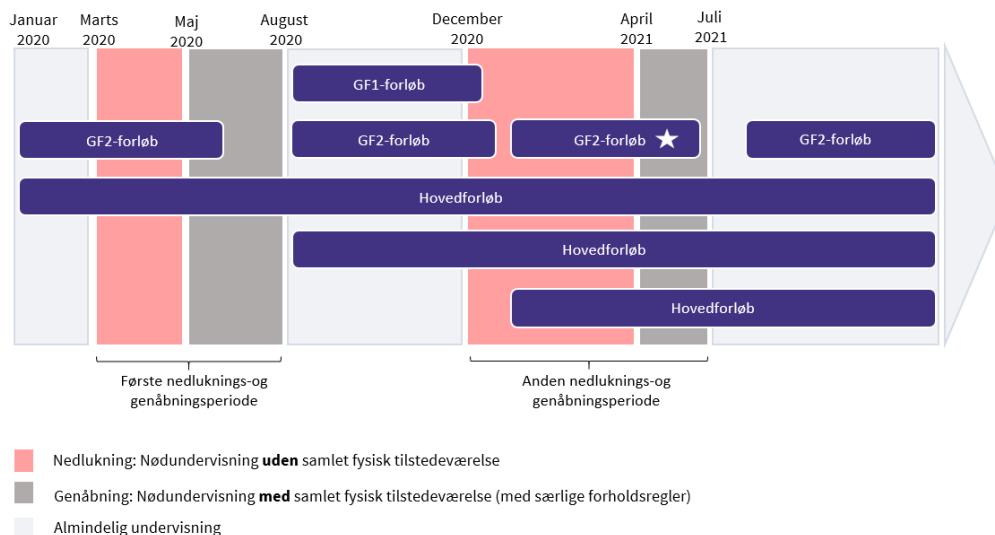 Januar
2020
Marts
2020
Maj
2020
August
2020
December
2020
April
2021
Juli
2021
GF1-forløb
GF2-forløb
GF2-forløb
GF2-forløb
GF2-forløb
Hovedforløb
Hovedforløb
Hovedforløb
Første nedluknings-og
genåbningsperiode
Anden nedluknings-og
genåbningsperiode
Nedlukning: Nødundervisning uden samlet fysisk tilstedeværelse
Genåbning: Nødundervisning med samlet fysisk tilstedeværelse (med særlige forholdsregler)
Almindelig undervisning